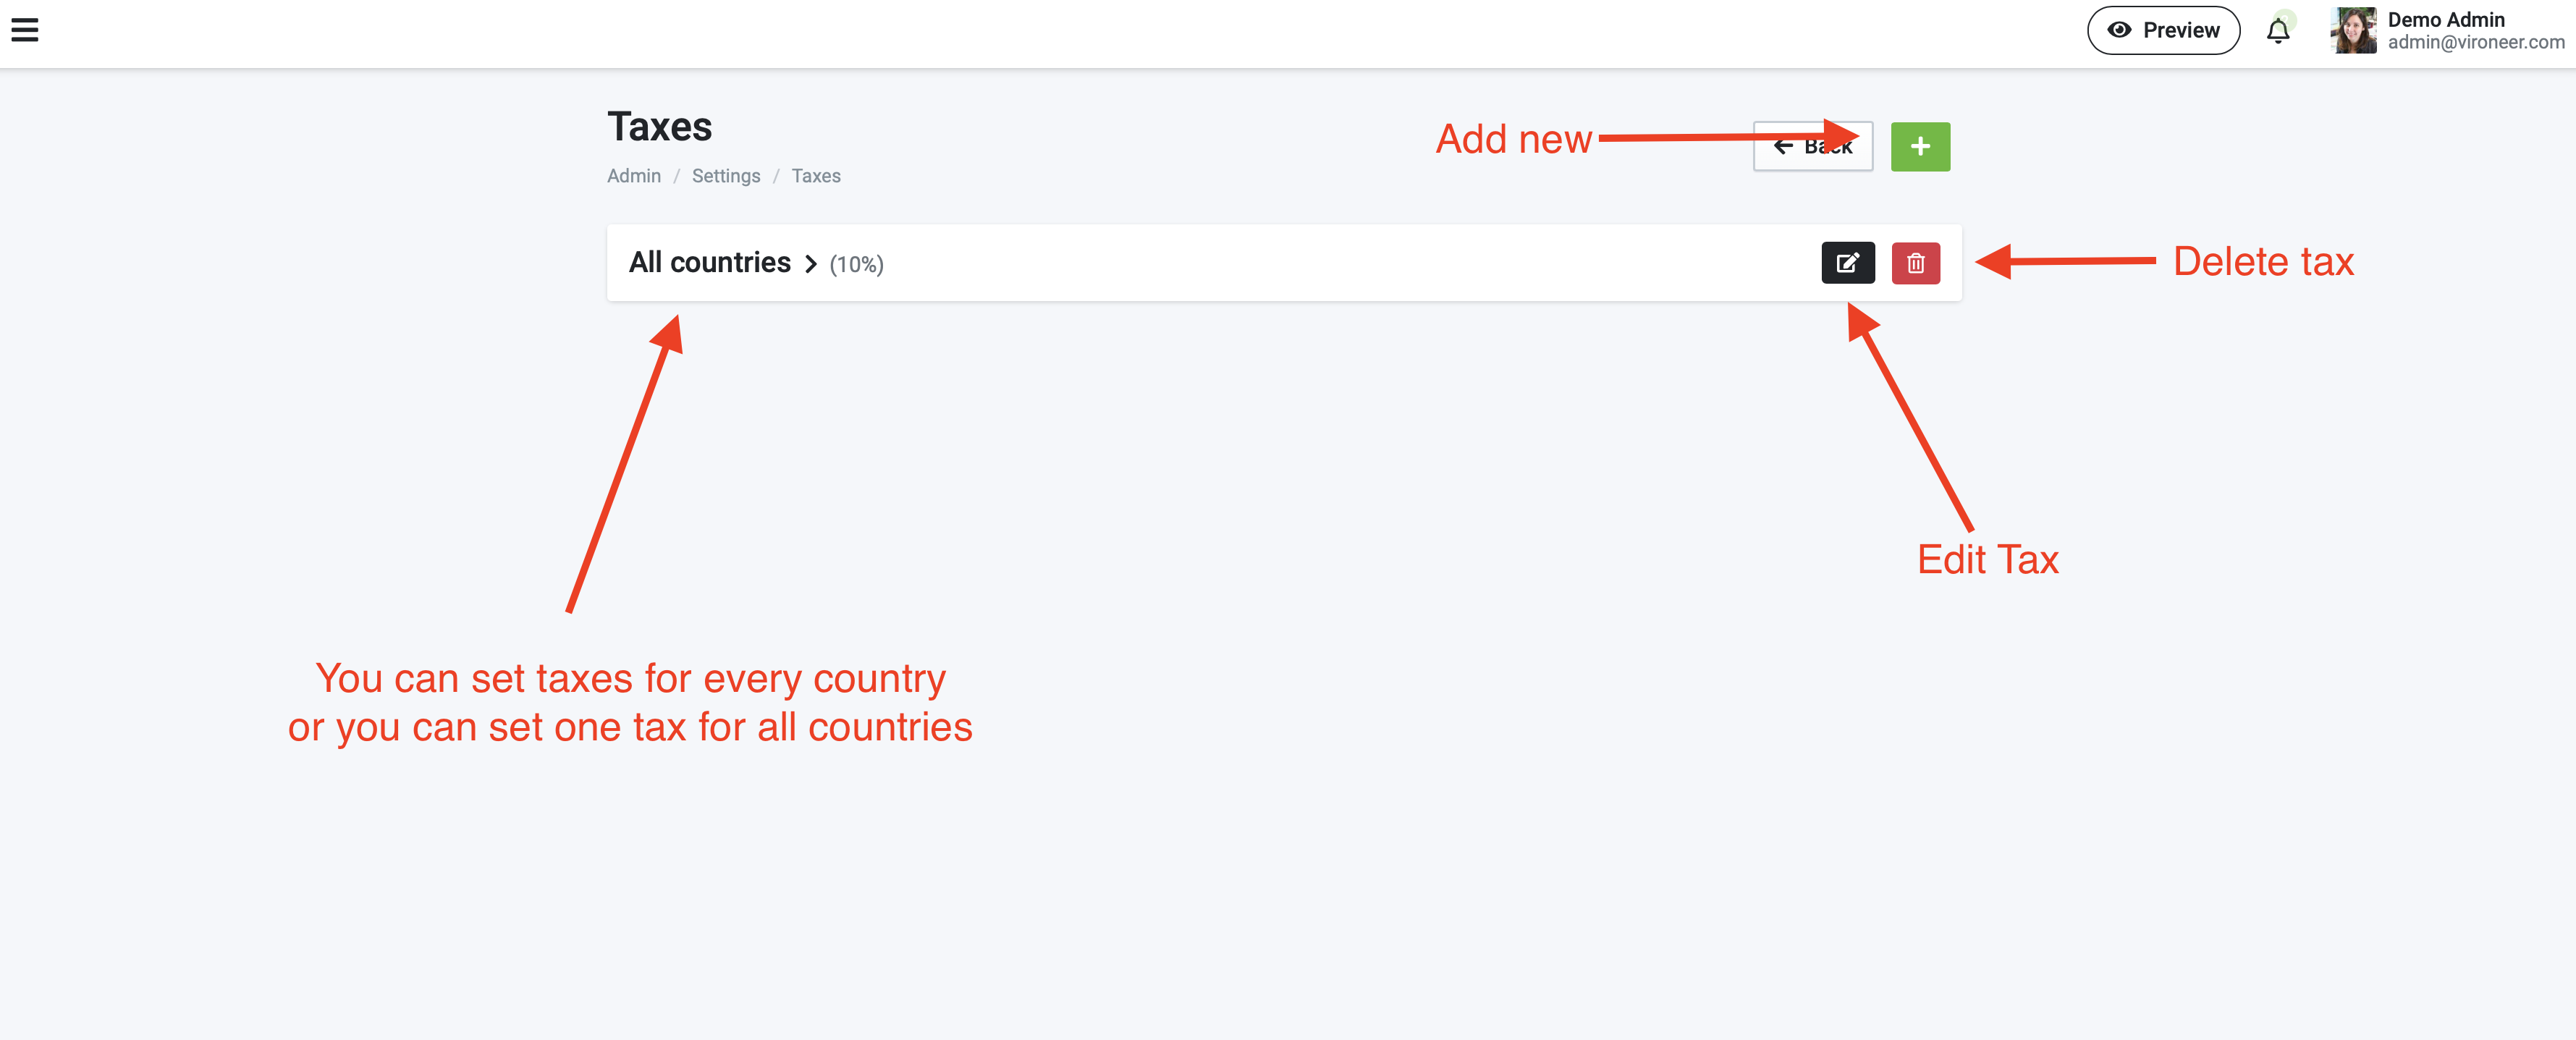 Preview
Demo Admin
admin@vironeer.com
Taxes
Add new
Back
Admin / Settings / Taxes
All countries > (10%)
Delete tax
Edit Tax
You can set taxes for every country
or you can set one tax for all countries